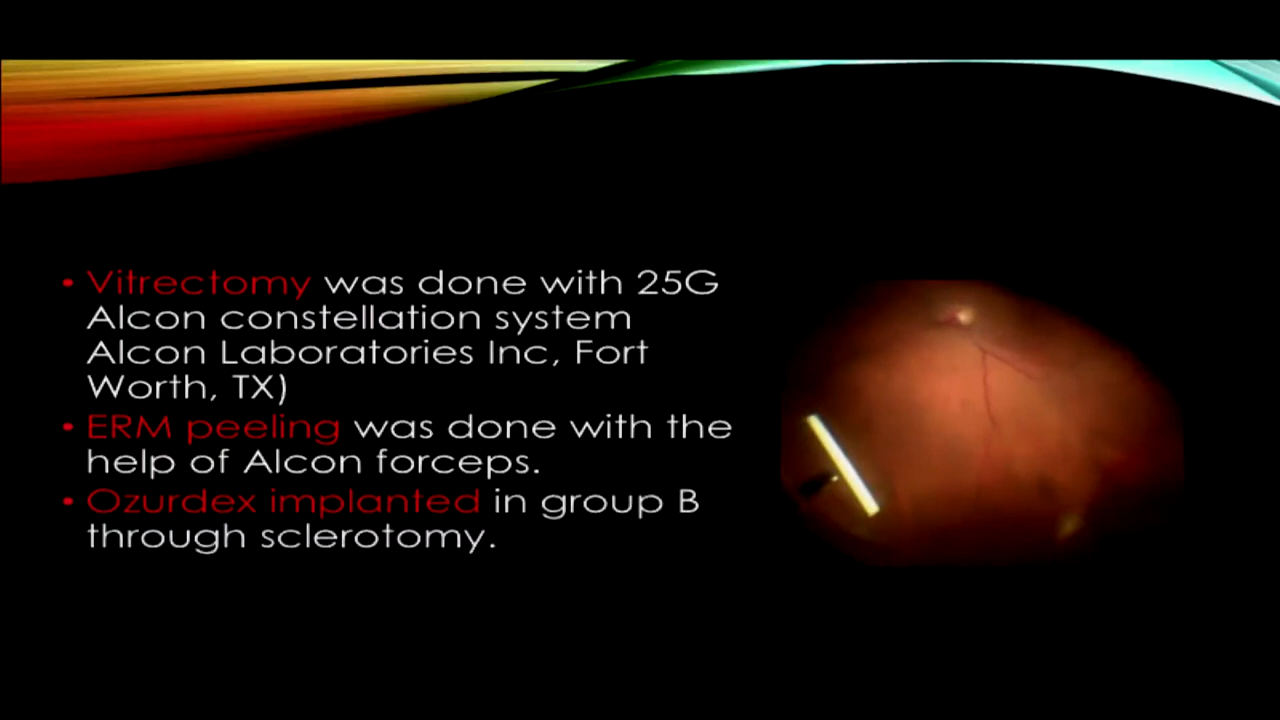 • Vitrectomy was done with 25G
Alcon constellation system
Alcon Laboratories Inc, Fort
Worth, TX)
• ERM peeling was done with the
help of Alcon forceps.
• Ozurdex implanted in group B
through sclerotomy.